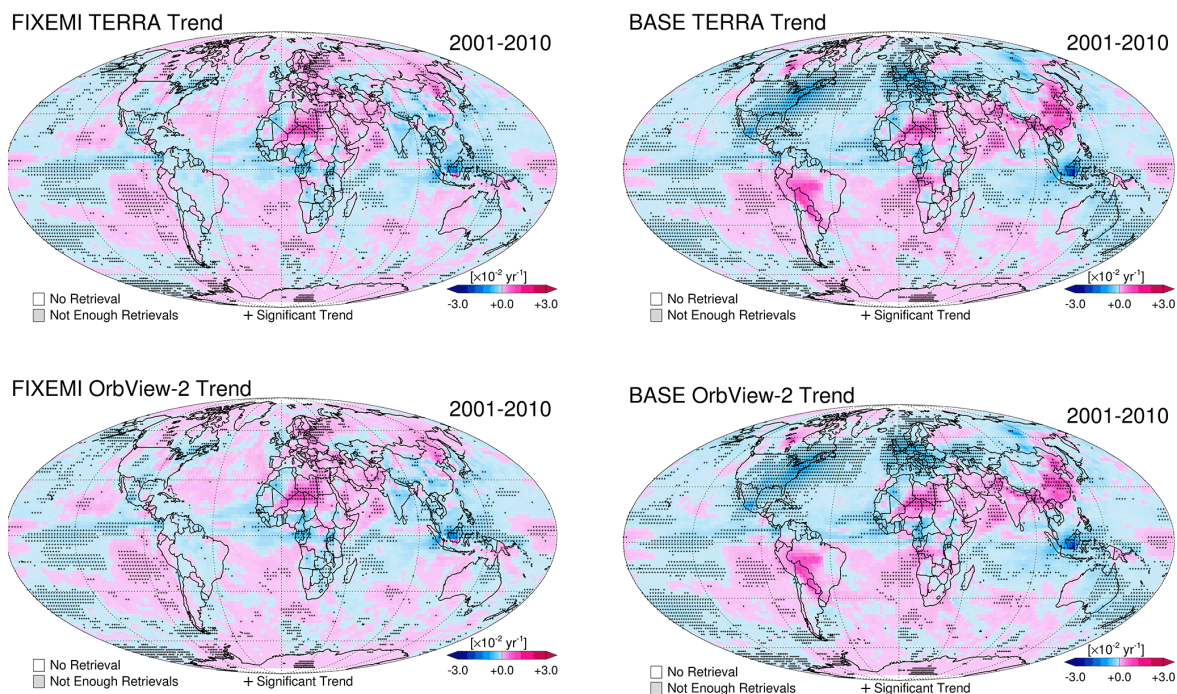 FIXEMI TERRA Trend
2001-2010
[×10⁻² yr⁻¹]
-3.0 +0.0 +3.0
No Retrieval
Not Enough Retrievals
+ Significant Trend
BASE TERRA Trend
2001-2010
[×10⁻² yr⁻¹]
-3.0 +0.0 +3.0
No Retrieval
Not Enough Retrievals
+ Significant Trend
FIXEMI OrbView-2 Trend
2001-2010
[×10⁻² yr⁻¹]
-3.0 +0.0 +3.0
No Retrieval
Not Enough Retrievals
+ Significant Trend
BASE OrbView-2 Trend
2001-2010
[×10⁻² yr⁻¹]
-3.0 +0.0 +3.0
No Retrieval
Not Enough Retrievals
+ Significant Trend